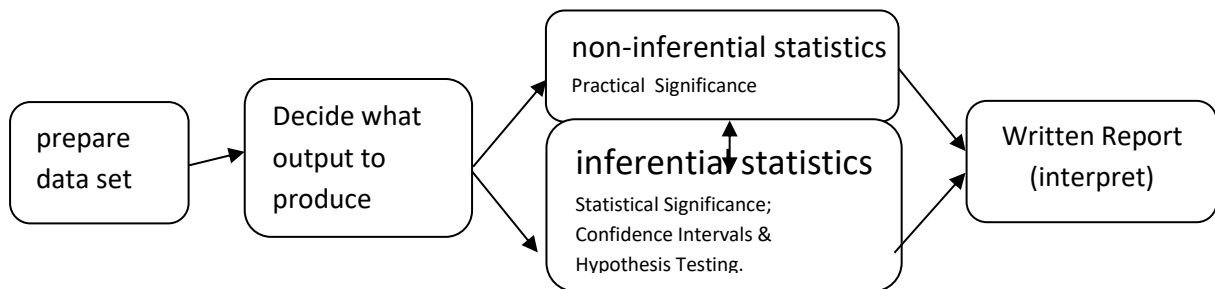 prepare
data set
Decide what
output to
produce
non-inferential statistics
Practical Significance
inferential statistics
Statistical Significance;
Confidence Intervals &
Hypothesis Testing.
Written Report
(interpret)